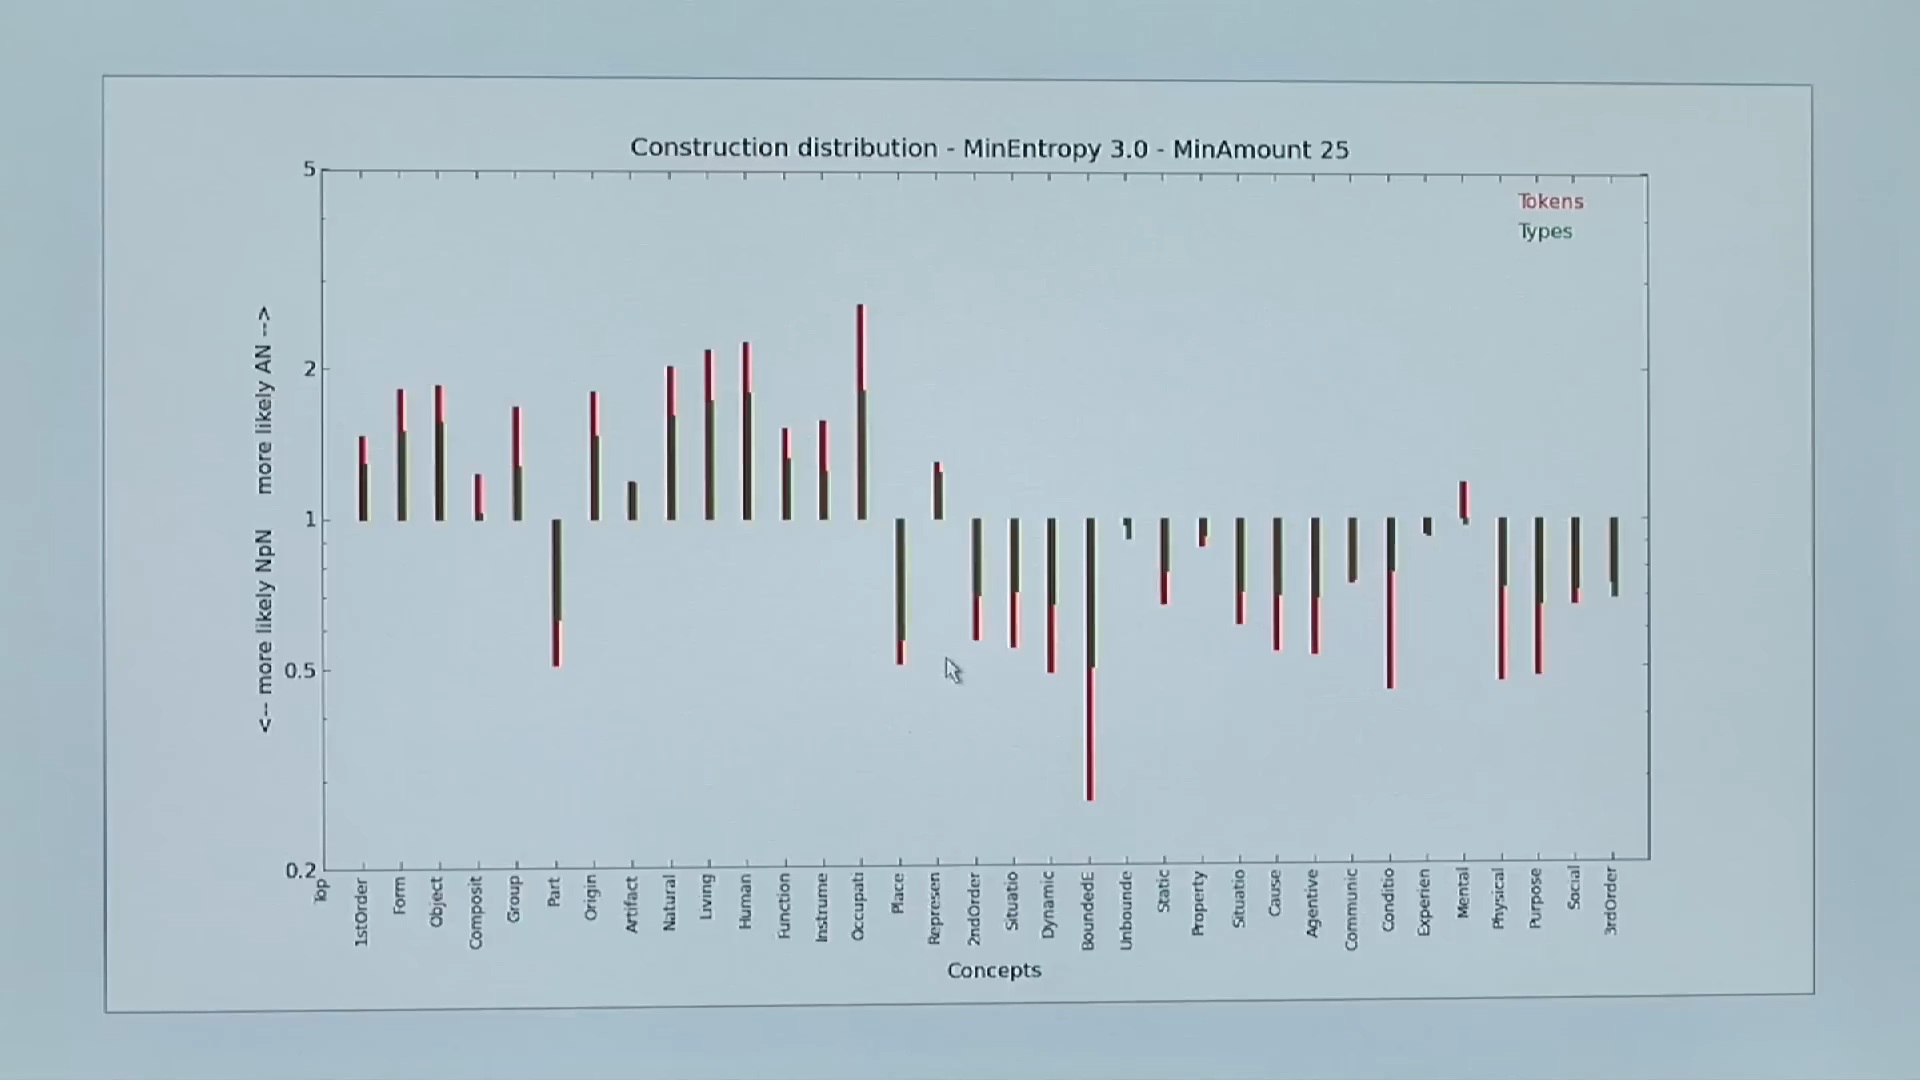 Construction distribution - MinEntropy 3.0 - MinAmount 25
5
2
1
0.5
0.2
<-- more likely NpN more likely AN -->
Tokens
Types
Top
1stOrder
Form
Object
Composit
Group
Part
Origin
Artifact
Natural
Living
Human
Function
Instrume
Occupati
Place
Represen
2ndOrder
Situatio
Dynamic
BoundedE
Unbounde
Static
Property
Situatio
Cause
Agentive
Communic
Conditio
Experien
Mental
Physical
Purpose
Social
3rdOrder
Concepts